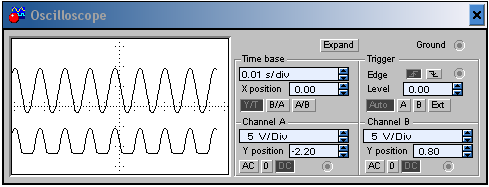 Oscilloscope
Expand
Ground
Time base
0.01 s/div
X position 0.00
Y/T B/A A/B
Trigger
Edge
Level 0.00
Auto A B Ext
Channel A
5 V/Div
Y position -2.20
AC 0 DC
Channel B
5 V/Div
Y position 0.80
AC 0 DC